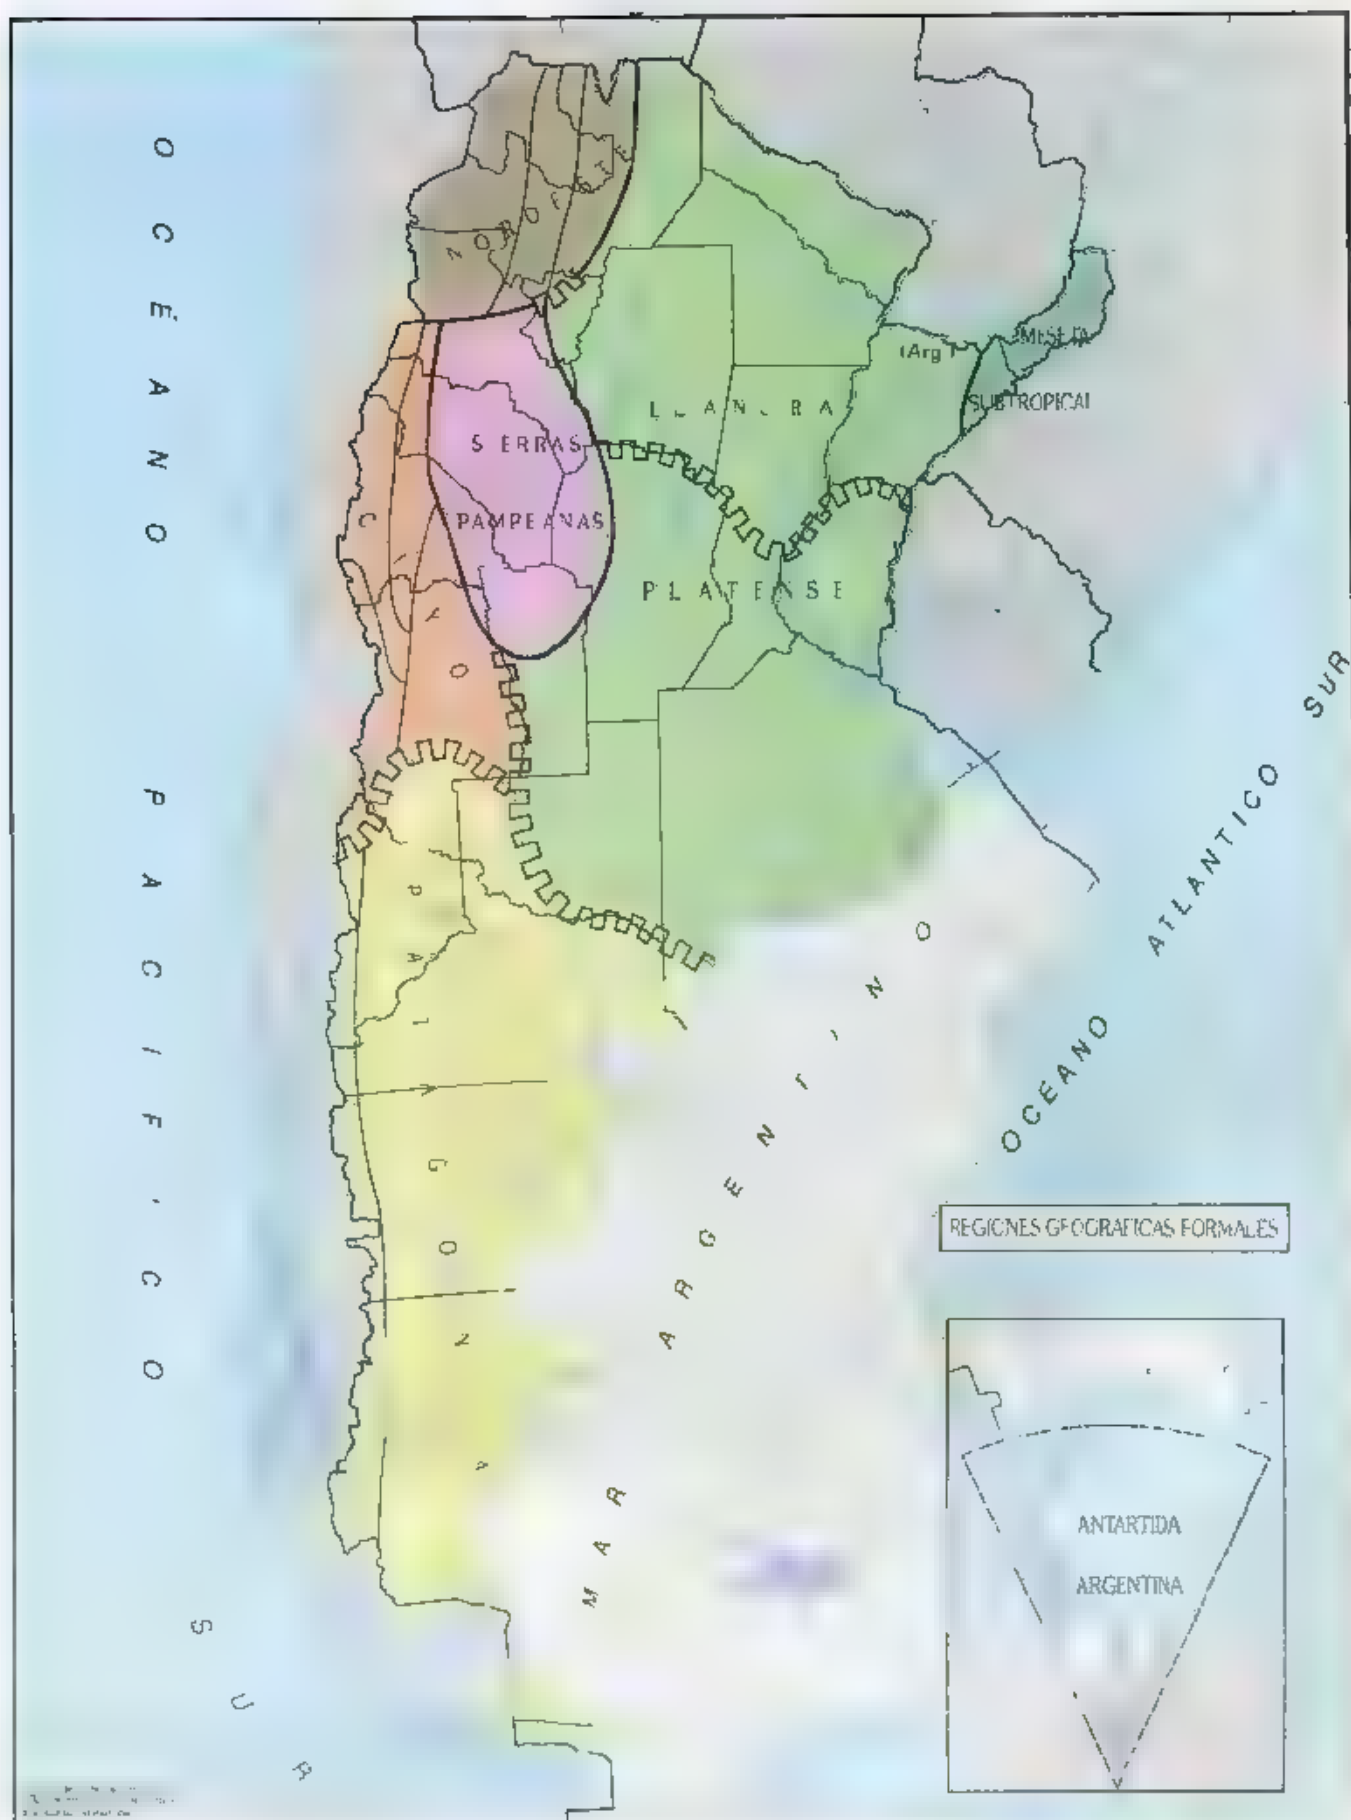 OCÉANO PACIFICO SUR
NOROESTE
(Arg.)
MESETA
SUBTROPICAL
LLANURA
SIERRAS
PAMPEANAS
PLATENSE
CUYO
PATAGONIA
MAR ARGENTINO
OCEANO ATLANTICO SUR
REGIONES GEOGRAFICAS FORMALES
ANTARTIDA
ARGENTINA